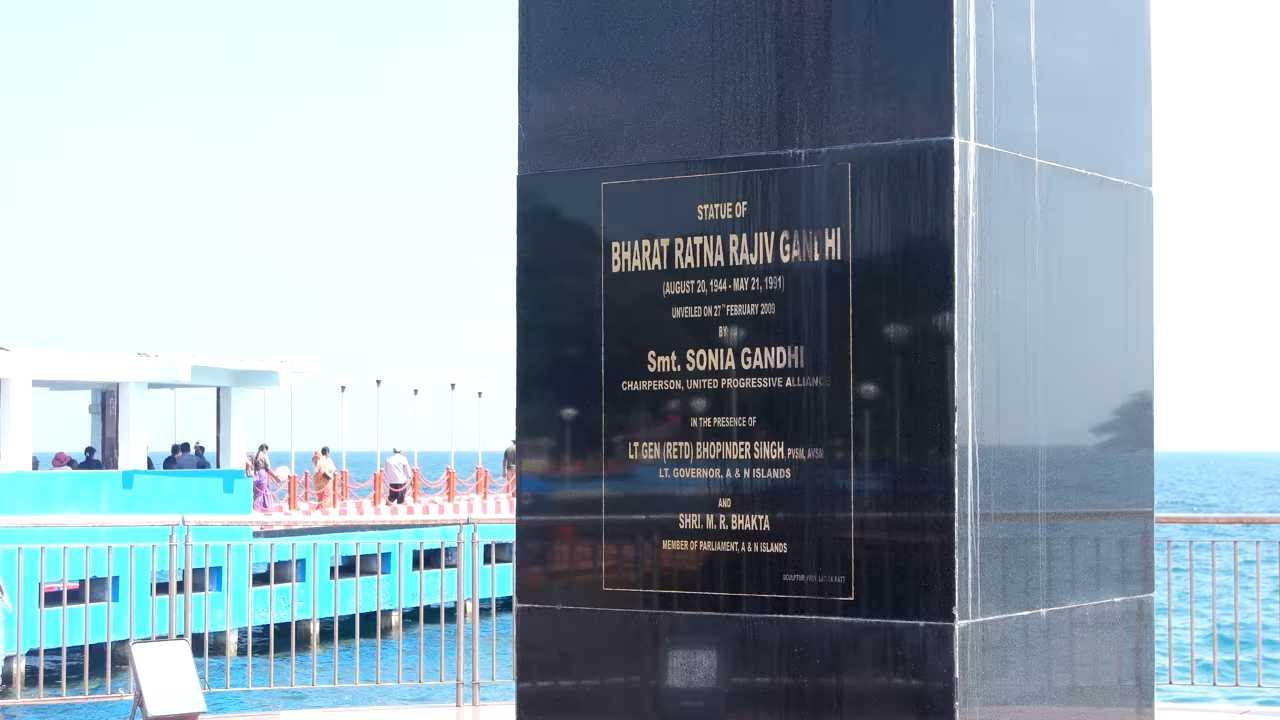 STATUE OF
BHARAT RATNA RAJIV GANDHI
(AUGUST 20, 1944 - MAY 21, 1991)
UNVEILED ON 27TH FEBRUARY 2009
BY
Smt. SONIA GANDHI
CHAIRPERSON, UNITED PROGRESSIVE ALLIANCE
IN THE PRESENCE OF
LT GEN (RETD) BHOPINDER SINGH, PVSM, AVSM
LT. GOVERNOR, A & N ISLANDS
AND
SHRI. M. R. BHAKTA
MEMBER OF PARLIAMENT, A & N ISLANDS
SCULPTOR: PROF.